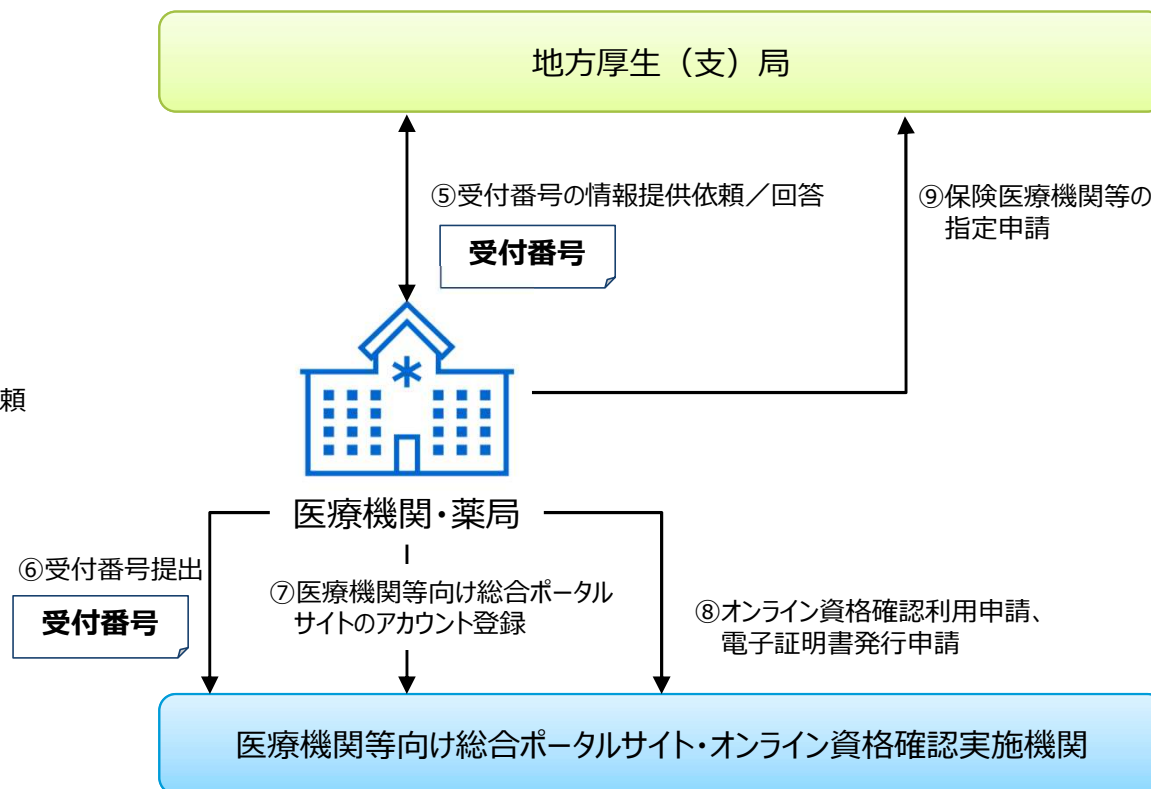 地方厚生（支）局
⑤受付番号の情報提供依頼／回答
受付番号
⑨保険医療機関等の
指定申請
頼
医療機関・薬局
⑥受付番号提出
受付番号
⑦医療機関等向け総合ポータル
サイトのアカウント登録
⑧オンライン資格確認利用申請、
電子証明書発行申請
医療機関等向け総合ポータルサイト・オンライン資格確認実施機関